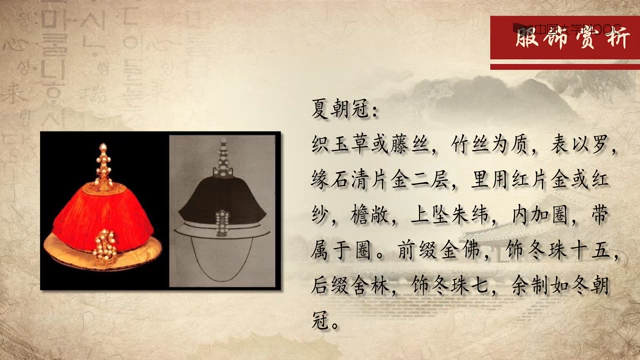 服饰赏析
夏朝冠：
织玉草或藤丝，竹丝为质，表以罗，
缘石清片金二层，里用红片金或红
纱，檐敞，上坠朱纬，内加圈，带
属于圈。前缀金佛，饰冬珠十五，
后缀舍林，饰冬珠七，余制如冬朝
冠。